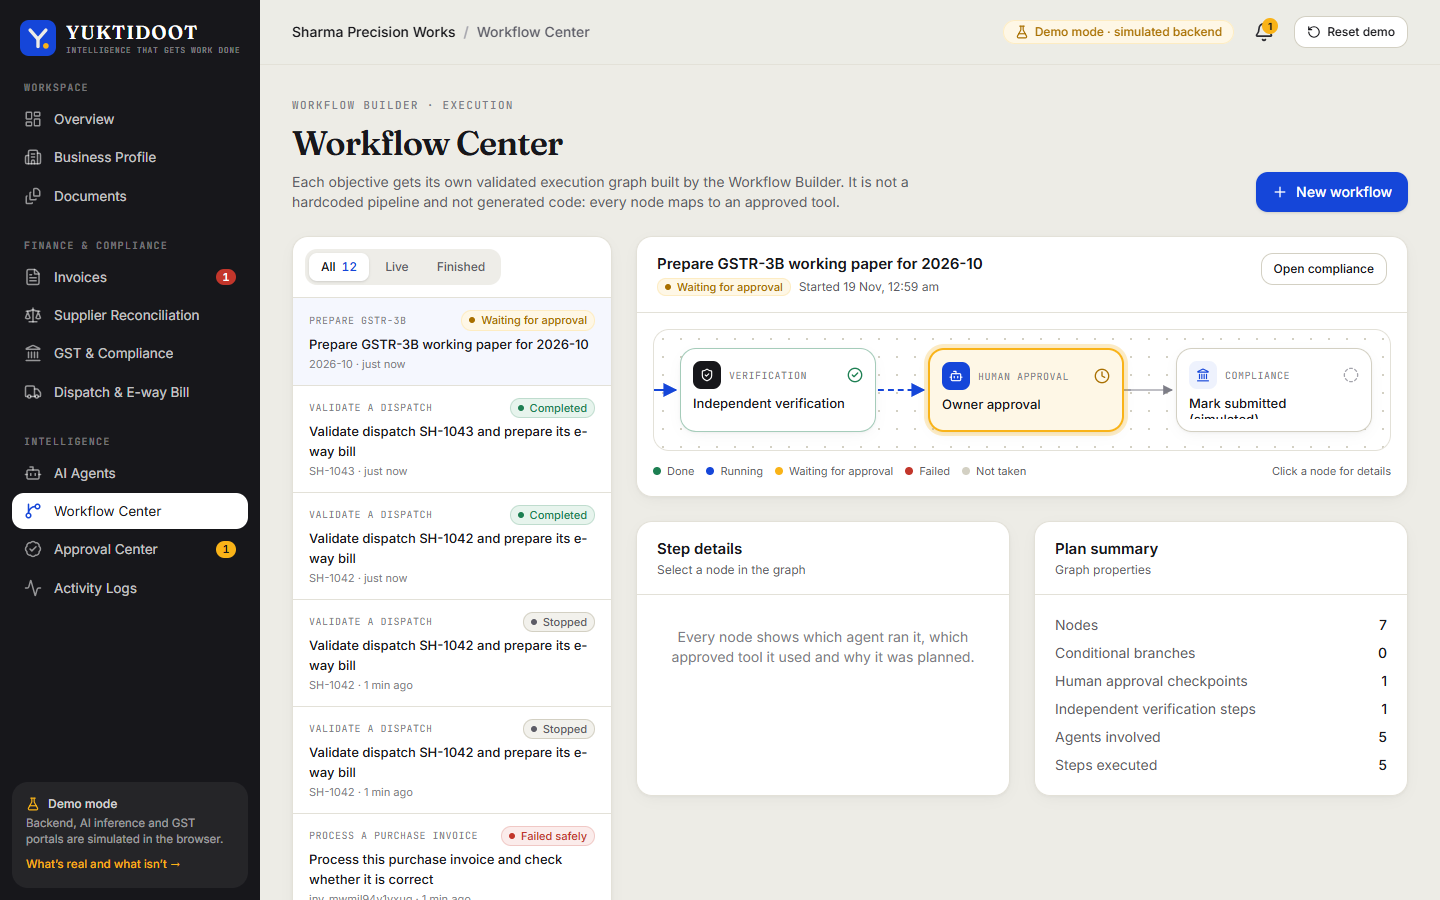 YUKTIDOOT
INTELLIGENCE THAT GETS WORK DONE
WORKSPACE
Overview
Business Profile
Documents
FINANCE & COMPLIANCE
Invoices 1
Supplier Reconciliation
GST & Compliance
Dispatch & E-way Bill
INTELLIGENCE
AI Agents
Workflow Center
Approval Center 1
Activity Logs
Demo mode
Backend, AI inference and GST
portals are simulated in the browser.
What's real and what isn't →
Sharma Precision Works / Workflow Center
Demo mode · simulated backend
1
Reset demo
WORKFLOW BUILDER · EXECUTION
Workflow Center
Each objective gets its own validated execution graph built by the Workflow Builder. It is not a
hardcoded pipeline and not generated code: every node maps to an approved tool.
+ New workflow
All 12 Live Finished
PREPARE GSTR-3B Waiting for approval
Prepare GSTR-3B working paper for 2026-10
2026-10 · just now
VALIDATE A DISPATCH Completed
Validate dispatch SH-1043 and prepare its e-
way bill
SH-1043 · just now
VALIDATE A DISPATCH Completed
Validate dispatch SH-1042 and prepare its e-
way bill
SH-1042 · just now
VALIDATE A DISPATCH Stopped
Validate dispatch SH-1042 and prepare its e-
way bill
SH-1042 · 1 min ago
VALIDATE A DISPATCH Stopped
Validate dispatch SH-1042 and prepare its e-
way bill
SH-1042 · 1 min ago
PROCESS A PURCHASE INVOICE Failed safely
Process this purchase invoice and check
whether it is correct
1 min ago
Prepare GSTR-3B working paper for 2026-10
Waiting for approval Started 19 Nov, 12:59 am
Open compliance
VERIFICATION
Independent verification
HUMAN APPROVAL
Owner approval
COMPLIANCE
Mark submitted
(simulated)
Done Running Waiting for approval Failed Not taken
Click a node for details
Step details
Select a node in the graph
Every node shows which agent ran it, which
approved tool it used and why it was planned.
Plan summary
Graph properties
Nodes 7
Conditional branches 0
Human approval checkpoints 1
Independent verification steps 1
Agents involved 5
Steps executed 5